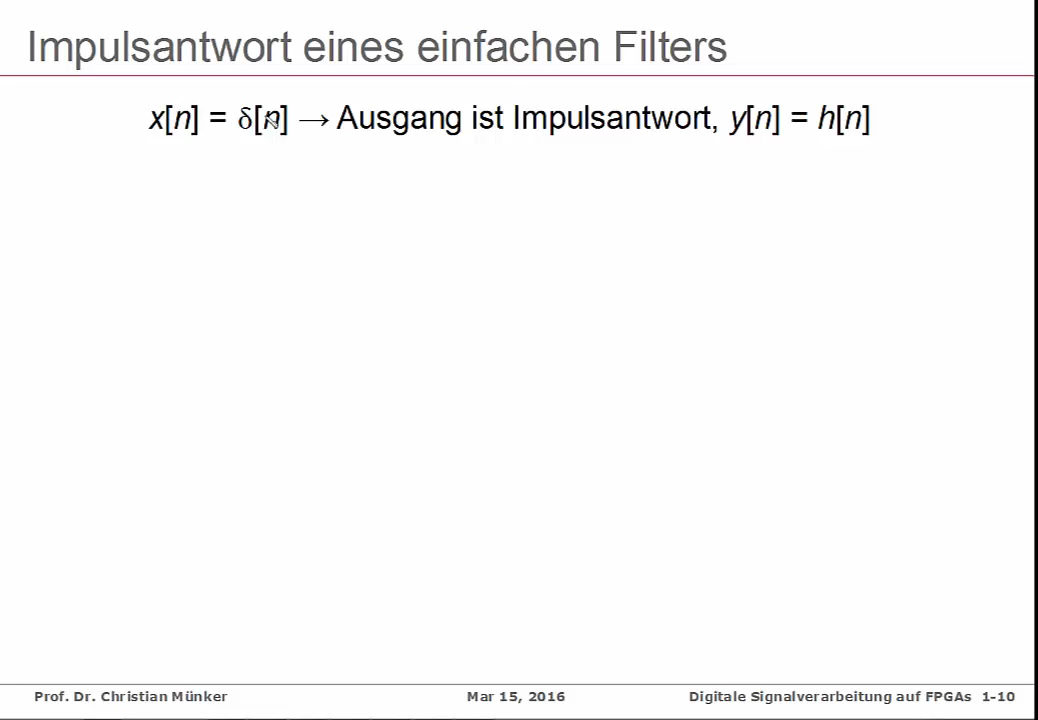 Impulsantwort eines einfachen Filters
x[n] = δ[n] → Ausgang ist Impulsantwort, y[n] = h[n]
Prof. Dr. Christian Münker Mar 15, 2016 Digitale Signalverarbeitung auf FPGAs 1-10